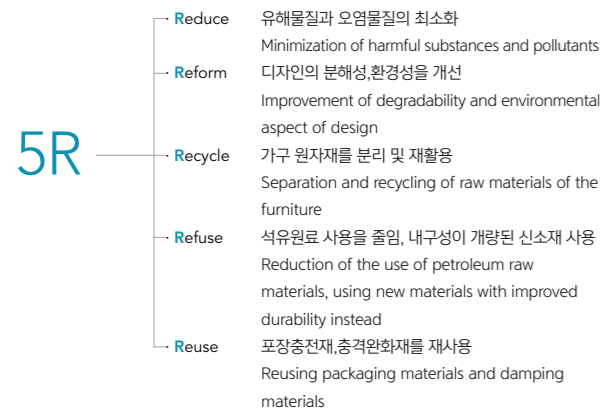 5R
Reduce 유해물질과 오염물질의 최소화
Minimization of harmful substances and pollutants
Reform 디자인의 분해성,환경성을 개선
Improvement of degradability and environmental
aspect of design
Recycle 가구 원자재를 분리 및 재활용
Separation and recycling of raw materials of the
furniture
Refuse 석유원료 사용을 줄임, 내구성이 개량된 신소재 사용
Reduction of the use of petroleum raw
materials, using new materials with improved
durability instead
Reuse 포장충전재,충격완화재를 재사용
Reusing packaging materials and damping
materials